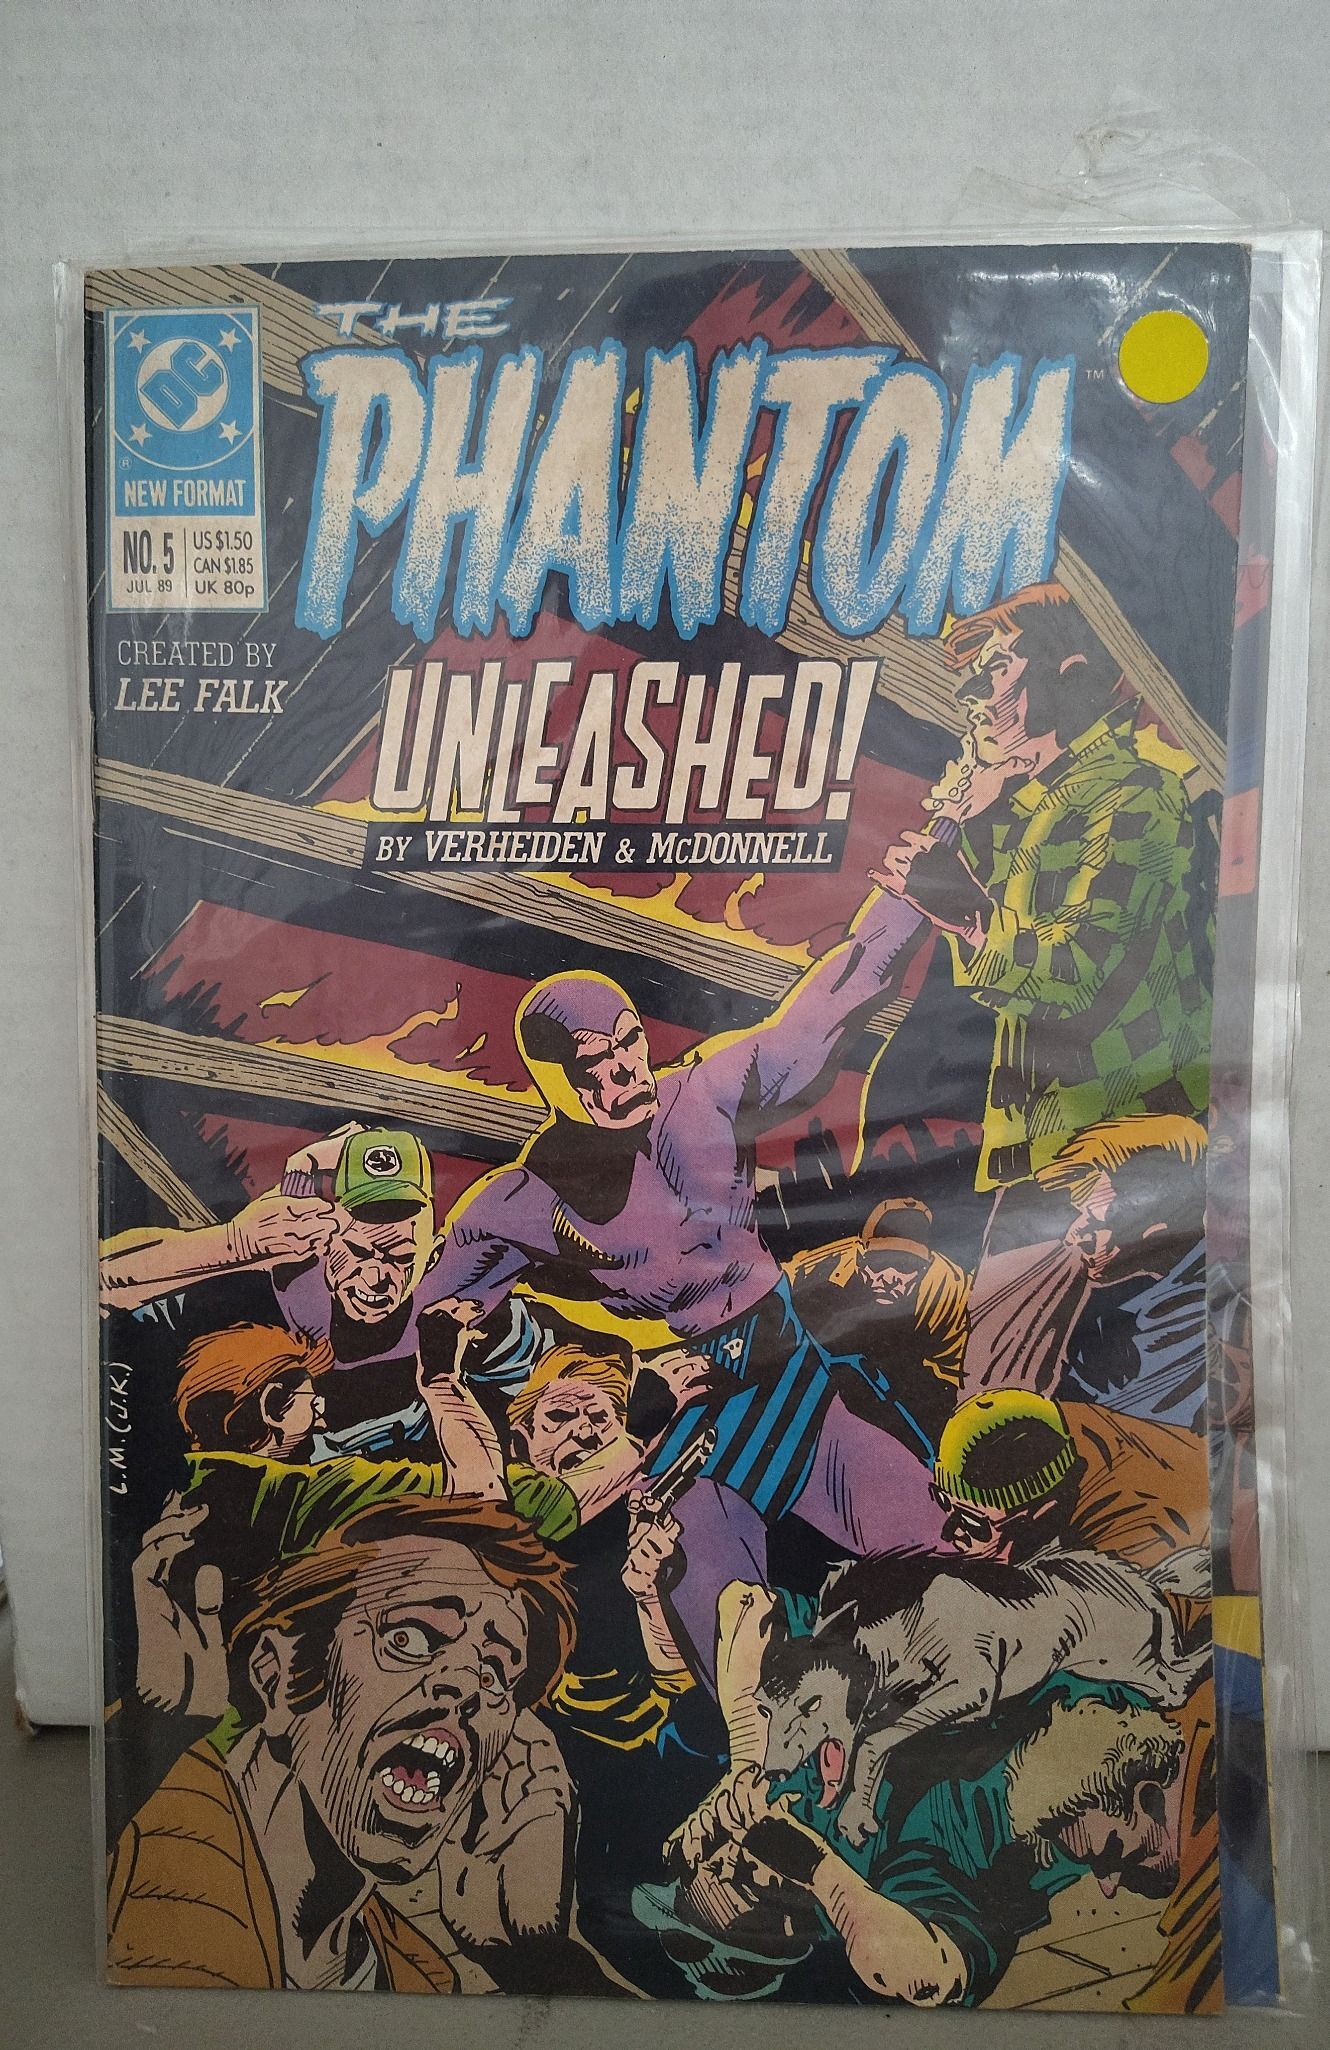 DC
®
NEW FORMAT
NO. 5
JUL 89
US $1.50
CAN $1.85
UK 80p
THE
PHANTOM
TM
CREATED BY
LEE FALK
UNLEASHED!
BY VERHEIDEN & McDONNELL
L.M. (J.K.)